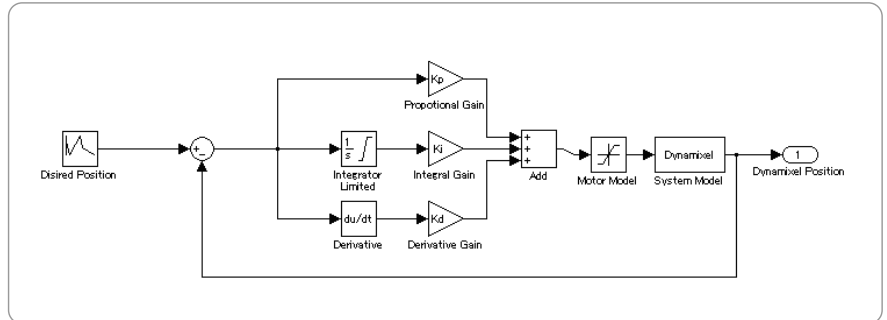 Kp
Propotional Gain
Disired Position
+
−
1
s
Integrator
Limited
Ki
Integral Gain
du/dt
Derivative
Kd
Derivative Gain
+
+
+
Add
Motor Model
Dynamixel
System Model
1
Dynamixel Position